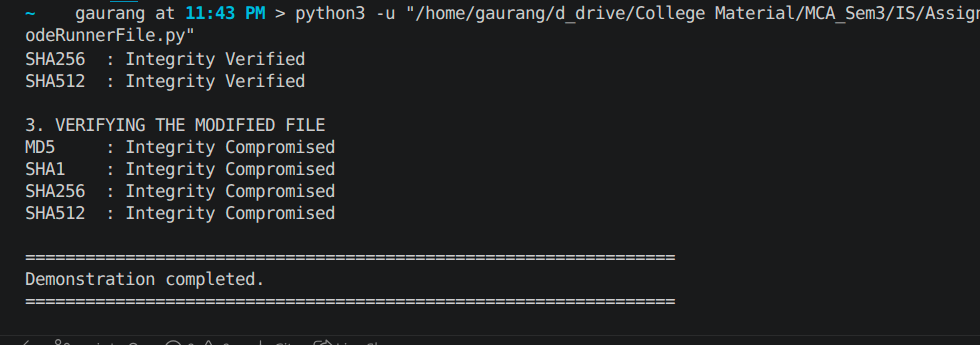 ~ gaurang at 11:43 PM > python3 -u "/home/gaurang/d_drive/College Material/MCA_Sem3/IS/Assign
odeRunnerFile.py"
SHA256 : Integrity Verified
SHA512 : Integrity Verified
3. VERIFYING THE MODIFIED FILE
MD5 : Integrity Compromised
SHA1 : Integrity Compromised
SHA256 : Integrity Compromised
SHA512 : Integrity Compromised
=================================================================
Demonstration completed.
=================================================================